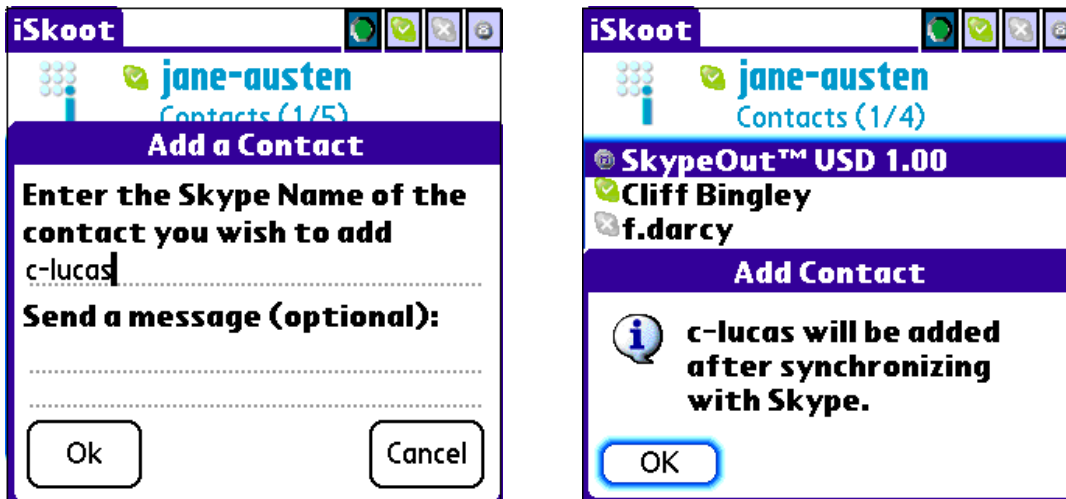 iSkoot
jane-austen
Contacts (1/5)
Add a Contact
Enter the Skype Name of the
contact you wish to add
c-lucas
Send a message (optional):
Ok
Cancel
iSkoot
jane-austen
Contacts (1/4)
SkypeOut™ USD 1.00
Cliff Bingley
f.darcy
Add Contact
c-lucas will be added
after synchronizing
with Skype.
OK